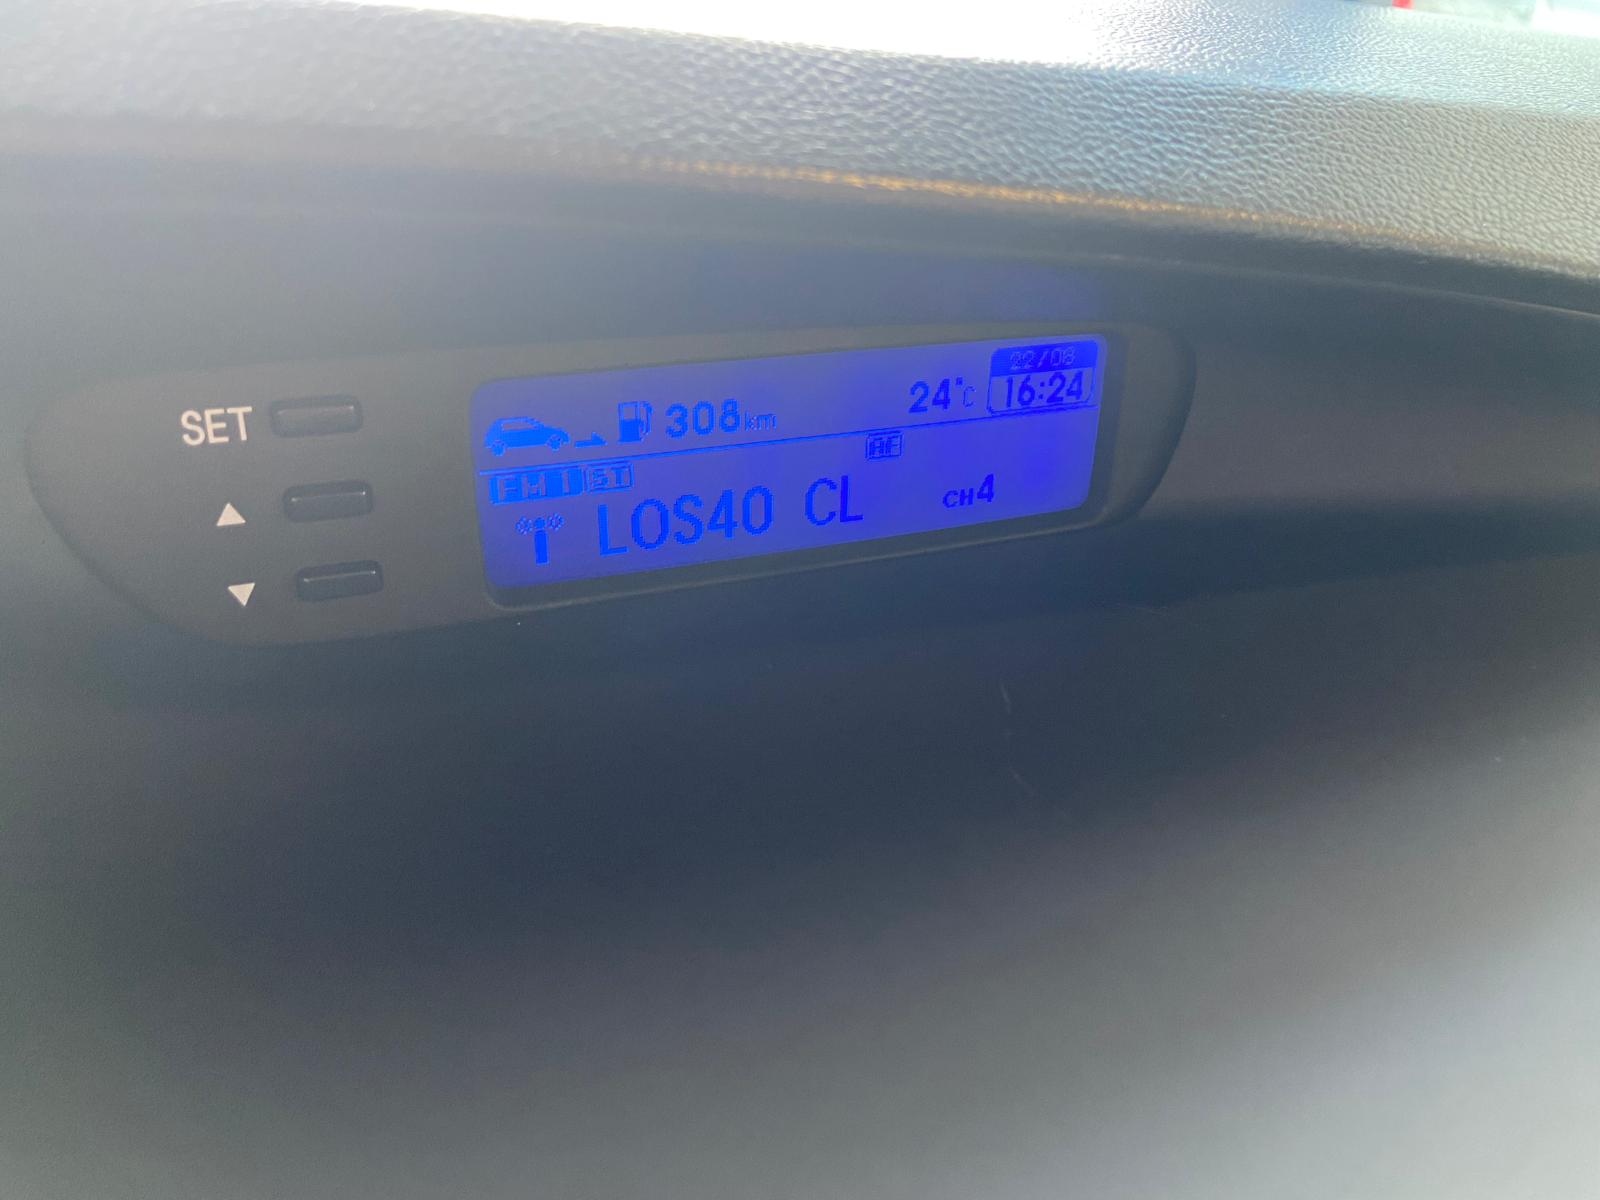 SET
308km
24°C
22/08
16:24
FM1 ST
AF
LOS40 CL
CH4